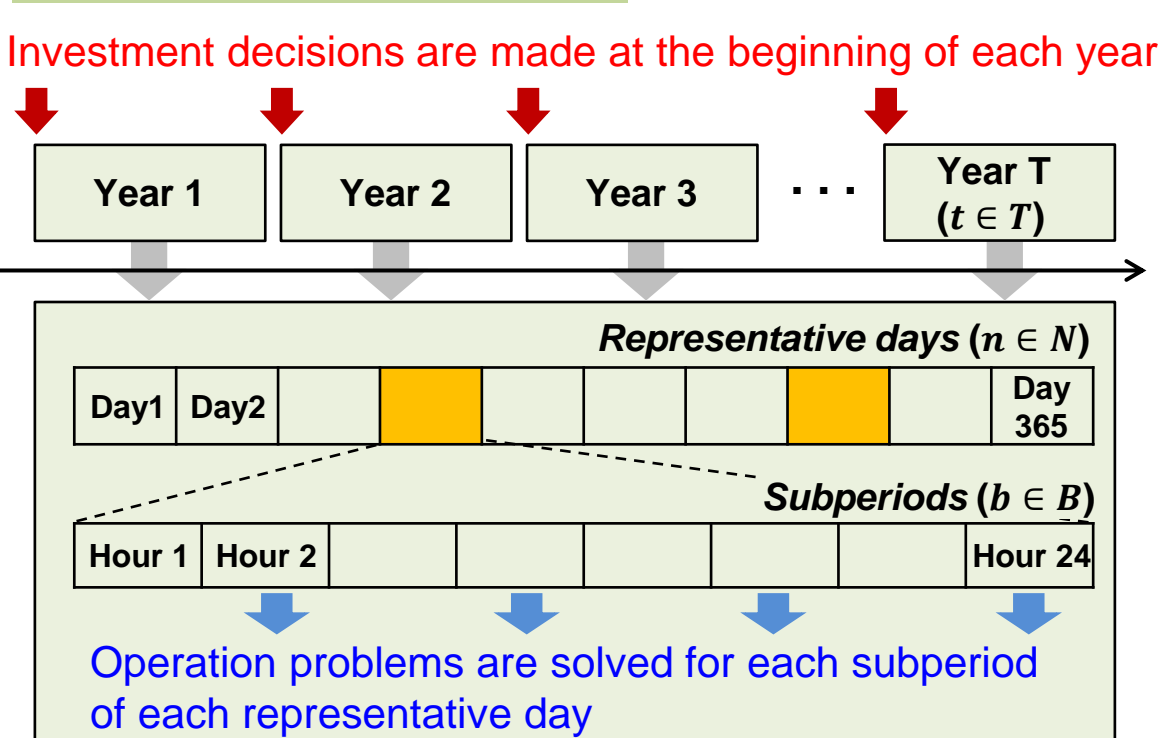 Investment decisions are made at the beginning of each year
Year 1
Year 2
Year 3
. . .
Year T
(t ∈ T)
Representative days (n ∈ N)
Day1
Day2
Day
365
Subperiods (b ∈ B)
Hour 1
Hour 2
Hour 24
Operation problems are solved for each subperiod
of each representative day